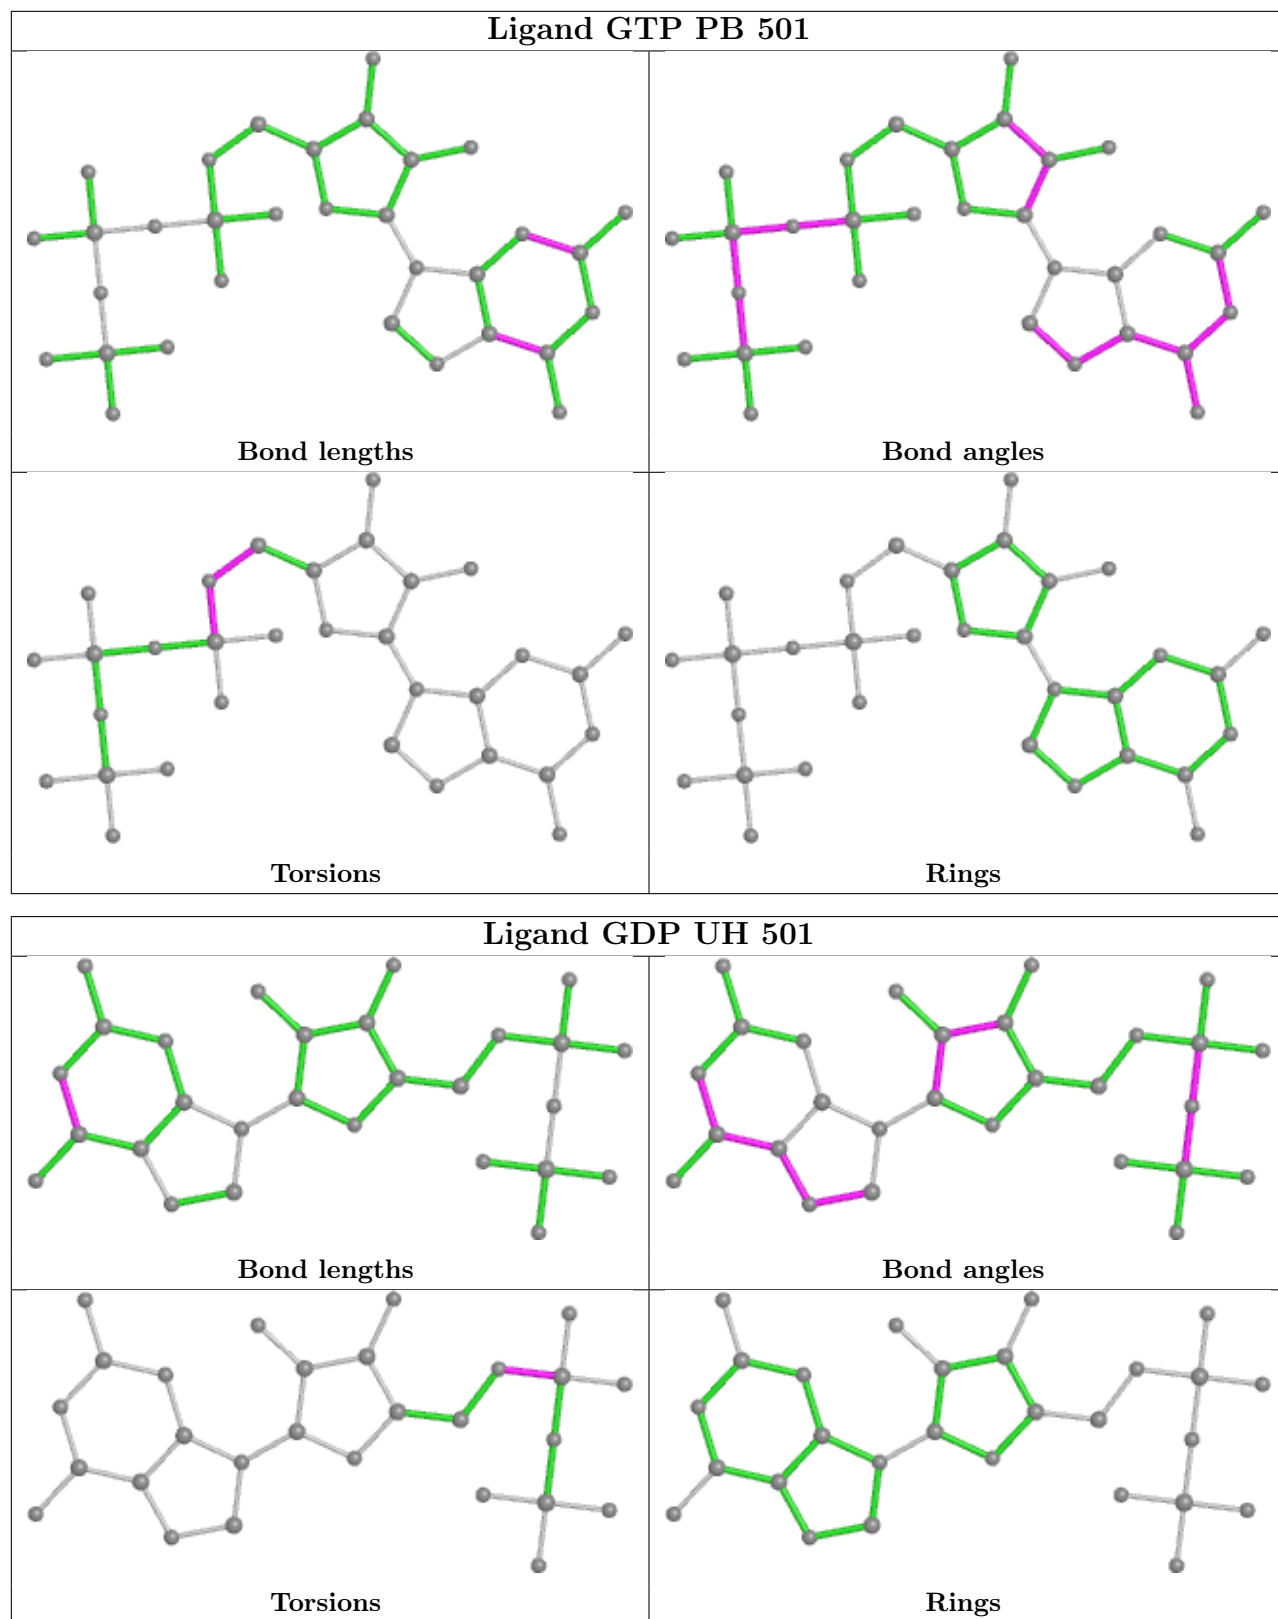 Ligand GTP PB 501
Bond lengths
Bond angles
Torsions
Rings
Ligand GDP UH 501
Bond lengths
Bond angles
Torsions
Rings